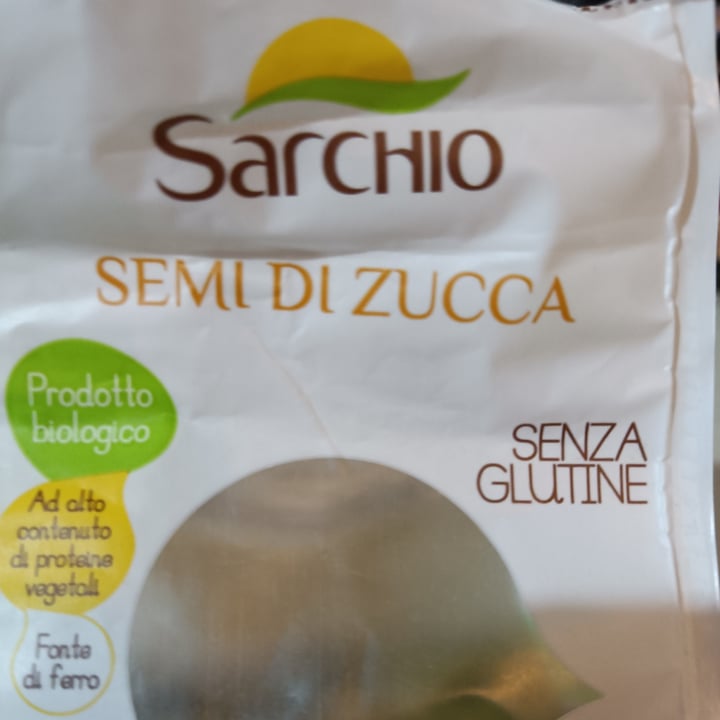 Sarchio
SEMI DI ZUCCA
Prodotto
biologico
SENZA
GLUTINE
Ad alto
contenuto
di proteine
vegetali
Fonte
di ferro